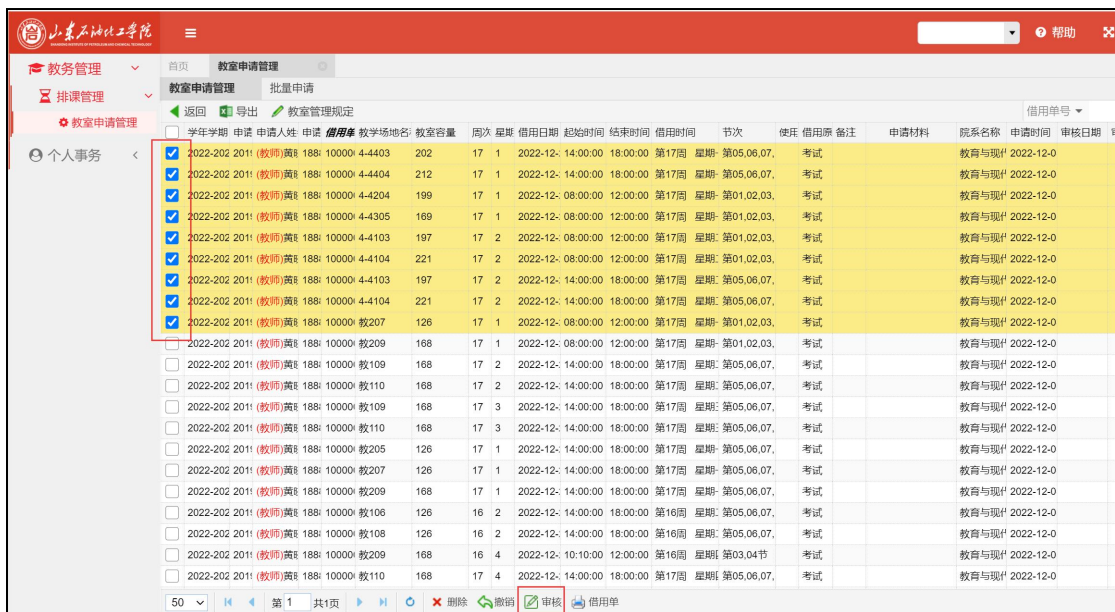 山东石油化工学院
帮助
教务管理
排课管理
教室申请管理
个人事务
首页 教室申请管理
教室申请管理 批量申请
返回 导出 教室管理规定 借用单号
学年学期 申请 申请人姓 申请 借用单 教学场地名 教室容量 周次 星期 借用日期 起始时间 结束时间 借用时间 节次 使用 借用原 备注 申请材料 院系名称 申请时间 审核日期
2022-202 201 (教师)黄 188 10000 4-4403 202 17 1 2022-12- 14:00:00 18:00:00 第17周 星期 第05,06,07, 考试 教育与现 2022-12-0
2022-202 201 (教师)黄 188 10000 4-4404 212 17 1 2022-12- 14:00:00 18:00:00 第17周 星期 第05,06,07, 考试 教育与现 2022-12-0
2022-202 201 (教师)黄 188 10000 4-4204 199 17 1 2022-12- 08:00:00 12:00:00 第17周 星期 第01,02,03, 考试 教育与现 2022-12-0
2022-202 201 (教师)黄 188 10000 4-4305 169 17 1 2022-12- 08:00:00 12:00:00 第17周 星期 第01,02,03, 考试 教育与现 2022-12-0
2022-202 201 (教师)黄 188 10000 4-4103 197 17 2 2022-12- 08:00:00 12:00:00 第17周 星期 第01,02,03, 考试 教育与现 2022-12-0
2022-202 201 (教师)黄 188 10000 4-4104 221 17 2 2022-12- 08:00:00 12:00:00 第17周 星期 第01,02,03, 考试 教育与现 2022-12-0
2022-202 201 (教师)黄 188 10000 4-4103 197 17 2 2022-12- 14:00:00 18:00:00 第17周 星期 第05,06,07, 考试 教育与现 2022-12-0
2022-202 201 (教师)黄 188 10000 4-4104 221 17 2 2022-12- 14:00:00 18:00:00 第17周 星期 第05,06,07, 考试 教育与现 2022-12-0
2022-202 201 (教师)黄 188 10000 教207 126 17 1 2022-12- 08:00:00 12:00:00 第17周 星期 第01,02,03, 考试 教育与现 2022-12-0
2022-202 201 (教师)黄 188 10000 教209 168 17 1 2022-12- 08:00:00 12:00:00 第17周 星期 第01,02,03, 考试 教育与现 2022-12-0
2022-202 201 (教师)黄 188 10000 教109 168 17 2 2022-12- 14:00:00 18:00:00 第17周 星期 第05,06,07, 考试 教育与现 2022-12-0
2022-202 201 (教师)黄 188 10000 教110 168 17 2 2022-12- 14:00:00 18:00:00 第17周 星期 第05,06,07, 考试 教育与现 2022-12-0
2022-202 201 (教师)黄 188 10000 教109 168 17 3 2022-12- 14:00:00 18:00:00 第17周 星期 第05,06,07, 考试 教育与现 2022-12-0
2022-202 201 (教师)黄 188 10000 教110 168 17 3 2022-12- 14:00:00 18:00:00 第17周 星期 第05,06,07, 考试 教育与现 2022-12-0
2022-202 201 (教师)黄 188 10000 教205 126 17 1 2022-12- 14:00:00 18:00:00 第17周 星期 第05,06,07, 考试 教育与现 2022-12-0
2022-202 201 (教师)黄 188 10000 教207 126 17 1 2022-12- 14:00:00 18:00:00 第17周 星期 第05,06,07, 考试 教育与现 2022-12-0
2022-202 201 (教师)黄 188 10000 教209 168 17 1 2022-12- 14:00:00 18:00:00 第17周 星期 第05,06,07, 考试 教育与现 2022-12-0
2022-202 201 (教师)黄 188 10000 教106 126 16 2 2022-12- 14:00:00 18:00:00 第16周 星期 第05,06,07, 考试 教育与现 2022-12-0
2022-202 201 (教师)黄 188 10000 教108 126 16 2 2022-12- 14:00:00 18:00:00 第16周 星期 第05,06,07, 考试 教育与现 2022-12-0
2022-202 201 (教师)黄 188 10000 教209 168 16 4 2022-12- 10:10:00 12:00:00 第16周 星期 第03,04节 考试 教育与现 2022-12-0
2022-202 201 (教师)黄 188 10000 教110 168 17 4 2022-12- 14:00:00 18:00:00 第17周 星期 第05,06,07, 考试 教育与现 2022-12-0
50 第 1 共1页 删除 撤销 审核 借用单